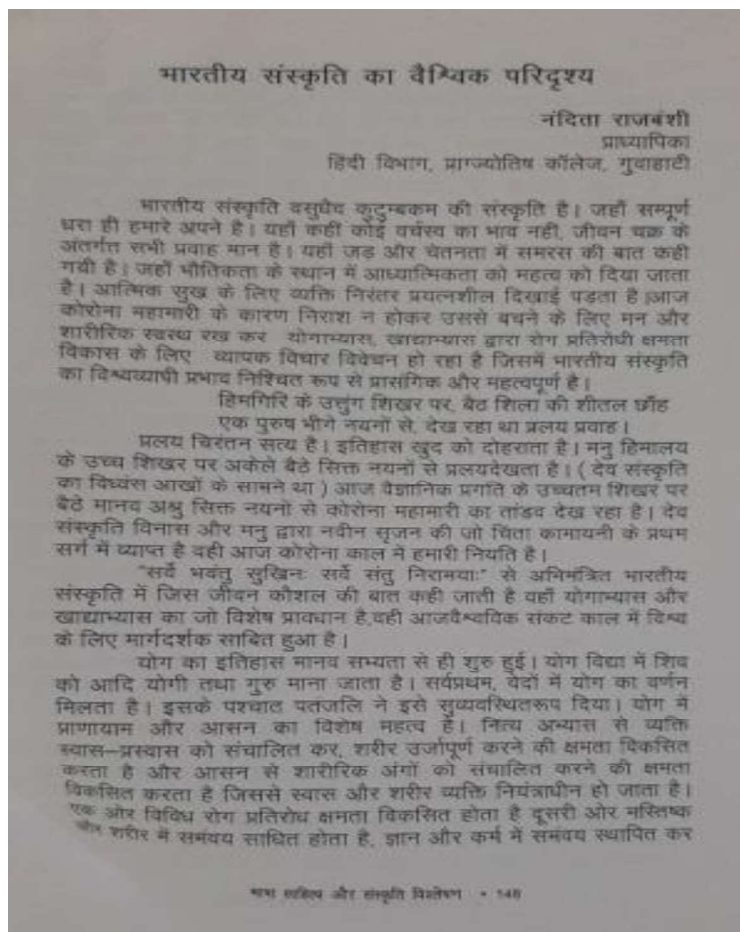 भारतीय संस्कृति का वैश्विक परिदृश्य
नंदिता राजबंशी
प्राध्यापिका
हिंदी विभाग, प्राग्ज्योतिष कॉलेज, गुवाहाटी
भारतीय संस्कृति वसुधैव कुटुम्बकम की संस्कृति है। जहाँ सम्पूर्ण
धरा ही हमारे अपने है। यहाँ कहीं कोई वर्चस्व का भाव नहीं, जीवन चक्र के
अंतर्गत्त सभी प्रवाह मान है। यहाँ जड़ और चेतनता में समरस की बात कही
गयी है। जहाँ भौतिकता के स्थान में आध्यात्मिकता को महत्व को दिया जाता
है। आत्मिक सुख के लिए व्यक्ति निरंतर प्रयत्नशील दिखाई पड़ता है।आज
कोरोना महामारी के कारण निराश न होकर उससे बचने के लिए मन और
शारीरिक स्वस्थ रख कर योगाभ्यास, खाद्याभ्यास द्वारा रोग प्रतिरोधी क्षमता
विकास के लिए व्यापक विचार विवेचन हो रहा है जिसमें भारतीय संस्कृति
का विश्वव्यापी प्रभाव निश्चित रूप से प्रासंगिक और महत्वपूर्ण है।
हिमगिरि के उत्तुंग शिखर पर, बैठ शिला की शीतल छाँह
एक पुरुष भीगे नयनों से, देख रहा था प्रलय प्रवाह।
प्रलय चिरंतन सत्य है। इतिहास खुद को दोहराता है। मनु हिमालय
के उच्च शिखर पर अकेले बैठे सिक्त नयनों से प्रलयदेखता है। ( देव संस्कृति
का विध्वंस आखों के सामने था ) आज वैज्ञानिक प्रगति के उच्चतम शिखर पर
बैठे मानव अश्रु सिक्त नयनों से कोरोना महामारी का तांडव देख रहा है। देव
संस्कृति विनास और मनु द्वारा नवीन सृजन की जो चिंता कामायनी के प्रथम
सर्ग में व्याप्त है वही आज कोरोना काल में हमारी नियति है।
"सर्वे भवंतु सुखिनः सर्वे संतु निरामयाः" से अभिमंत्रित भारतीय
संस्कृति में जिस जीवन कौशल की बात कही जाती है वहाँ योगाभ्यास और
खाद्याभ्यास का जो विशेष प्रावधान है,वही आजवैश्वविक संकट काल में विश्व
के लिए मार्गदर्शक साबित हुआ है।
योग का इतिहास मानव सभ्यता से ही शुरु हुई। योग विद्या में शिव
को आदि योगी तथा गुरु माना जाता है। सर्वप्रथम, वेदों में योग का वर्णन
मिलता है। इसके पश्चात पतंजलि ने इसे सुव्यवस्थितरूप दिया। योग में
प्राणायाम और आसन का विशेष महत्व है। नित्य अभ्यास से व्यक्ति
स्वास–प्रस्वास को संचालित कर, शरीर उर्जापूर्ण करने की क्षमता विकसित
करता है और आसन से शारीरिक अंगों को संचालित करने की क्षमता
विकसित करता है जिससे स्वास और शरीर व्यक्ति नियंत्राधीन हो जाता है।
एक ओर विविध रोग प्रतिरोध क्षमता विकसित होता है दूसरी ओर मस्तिष्क
और शरीर में समंवय साधित होता है, ज्ञान और कर्म में समंवय स्थापित कर
भाषा साहित्य और संस्कृति विश्लेषण • 148